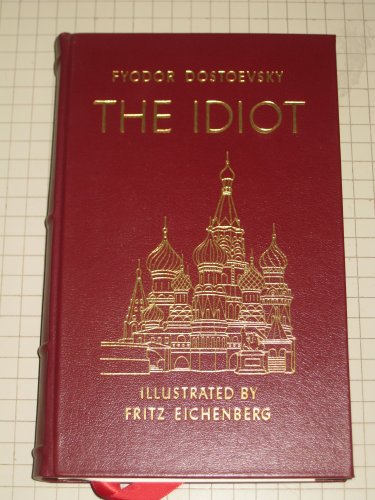 FYODOR DOSTOEVSKY
THE IDIOT
ILLUSTRATED BY
FRITZ EICHENBERG